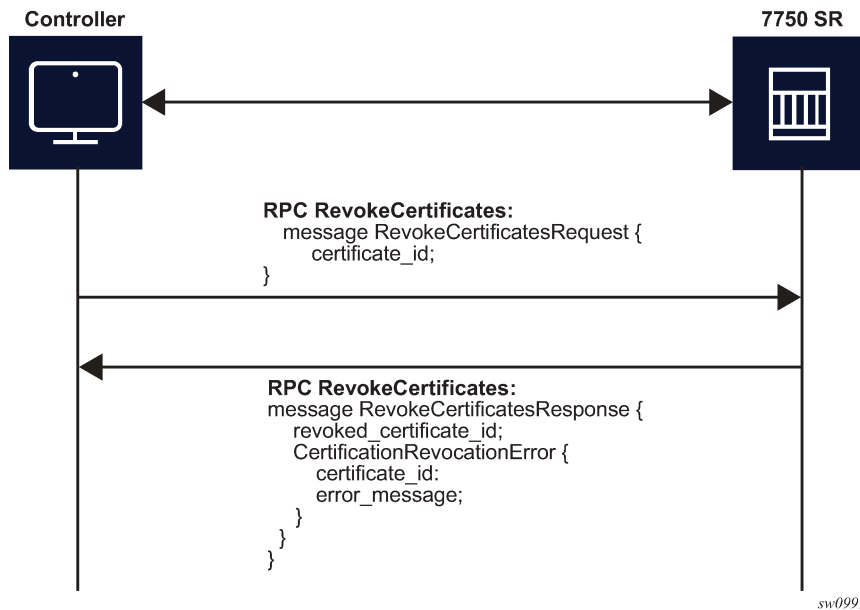 Controller
7750 SR
RPC RevokeCertificates:
message RevokeCertificatesRequest {
certificate_id;
}
RPC RevokeCertificates:
message RevokeCertificatesResponse {
revoked_certificate_id;
CertificationRevocationError {
certificate_id:
error_message;
}
}
}
sw099